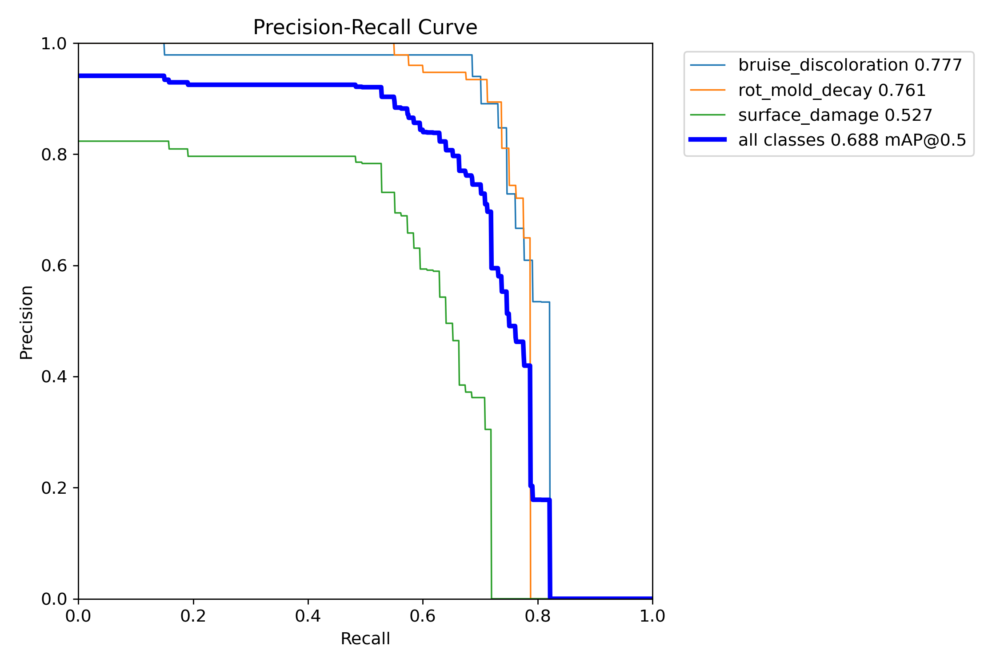 Precision-Recall Curve
1.0
0.8
0.6
0.4
0.2
0.0
Precision
0.0 0.2 0.4 0.6 0.8 1.0
Recall
bruise_discoloration 0.777
rot_mold_decay 0.761
surface_damage 0.527
all classes 0.688 mAP@0.5